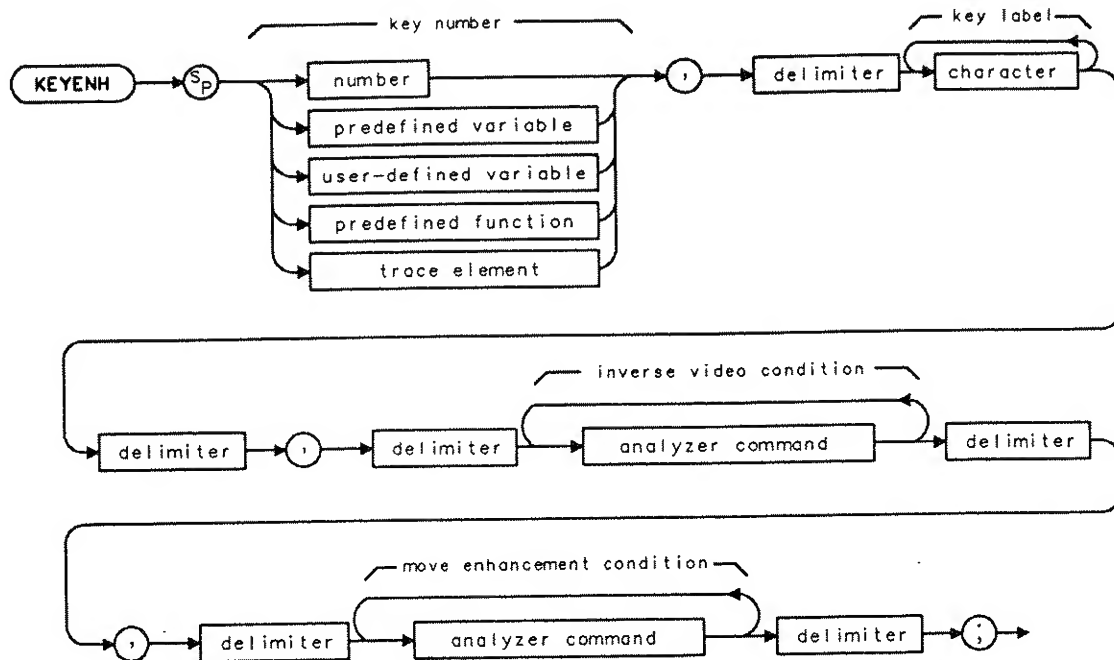 key number
key label
KEYENH
SP
number
,
delimiter
character
predefined variable
user-defined variable
predefined function
trace element
inverse video condition
delimiter
,
delimiter
analyzer command
delimiter
move enhancement condition
,
delimiter
analyzer command
delimiter
;